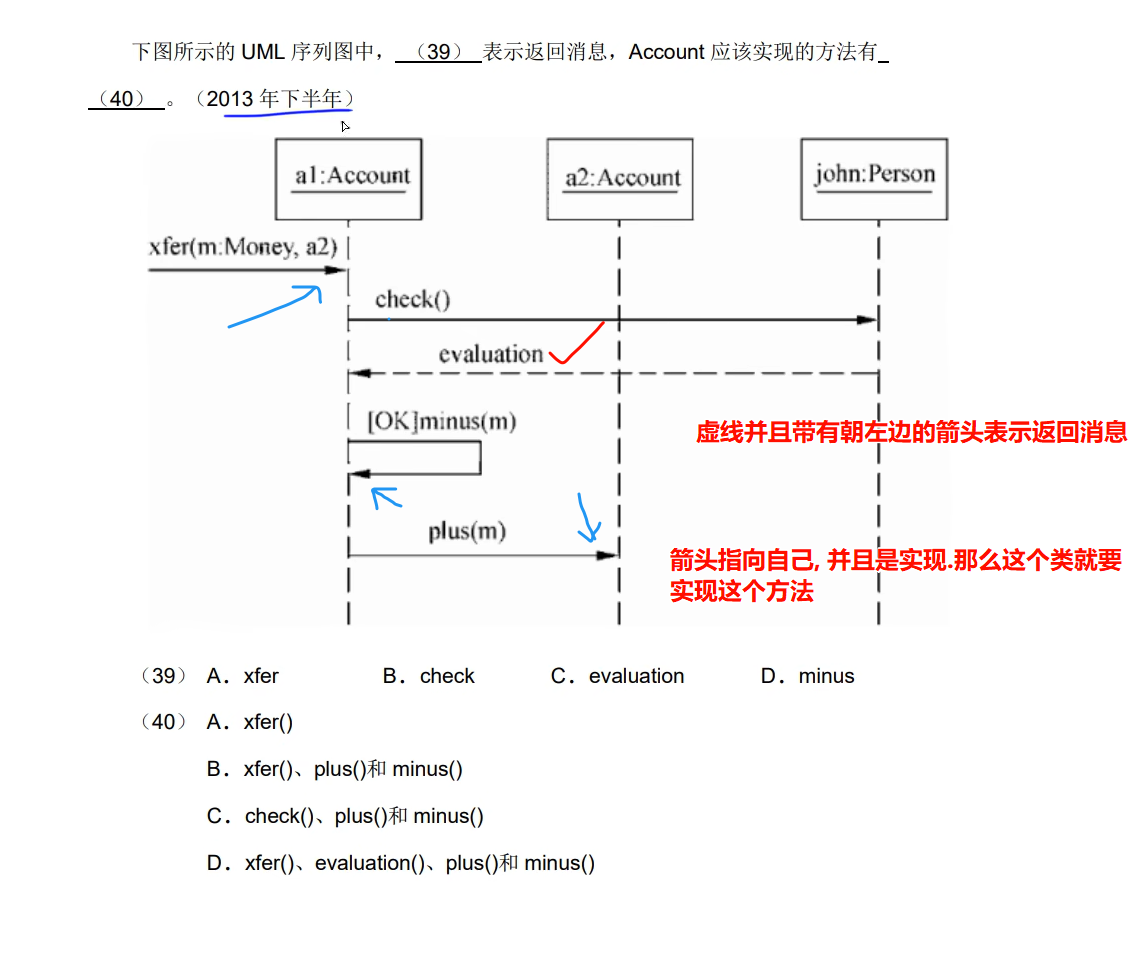 下图所示的 UML 序列图中，（39）表示返回消息，Account 应该实现的方法有
（40）。（2013 年下半年）
a1:Account
a2:Account
john:Person
xfer(m:Money, a2)
check()
evaluation
[OK]minus(m)
虚线并且带有朝左边的箭头表示返回消息
plus(m)
箭头指向自己, 并且是实现.那么这个类就要
实现这个方法
（39） A．xfer B．check C．evaluation D．minus
（40） A．xfer()
B．xfer()、plus()和 minus()
C．check()、plus()和 minus()
D．xfer()、evaluation()、plus()和 minus()